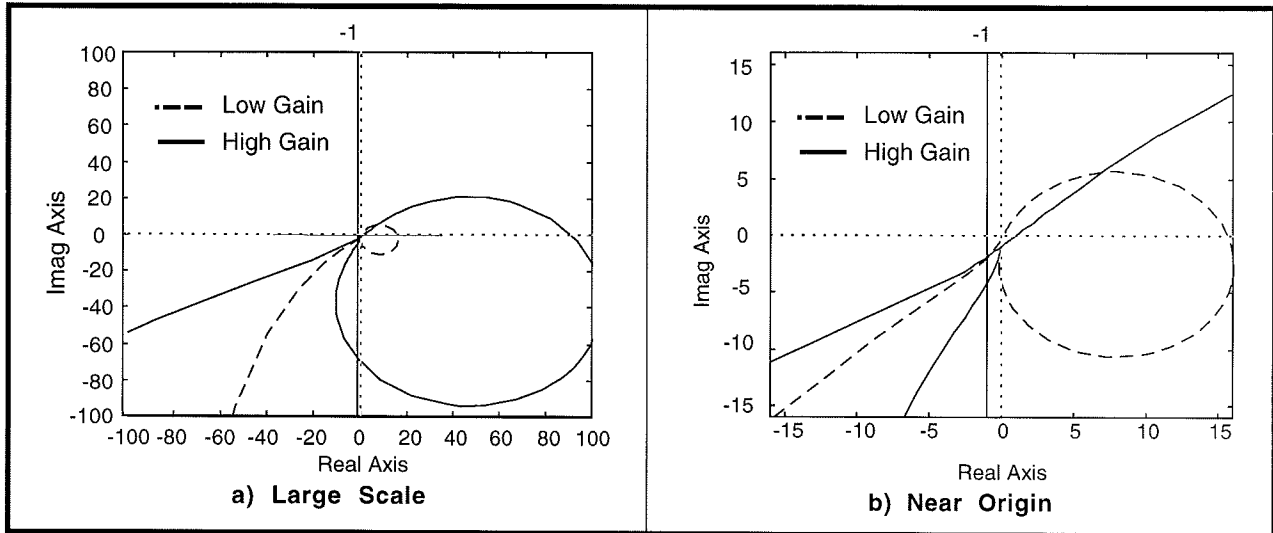 -1
100
80
60
40
20
0
-20
-40
-60
-80
-100
Imag Axis
Low Gain
High Gain
-100 -80 -60 -40 -20 0 20 40 60 80 100
Real Axis
a) Large Scale
-1
15
10
5
0
-5
-10
-15
Imag Axis
Low Gain
High Gain
-15 -10 -5 0 5 10 15
Real Axis
b) Near Origin